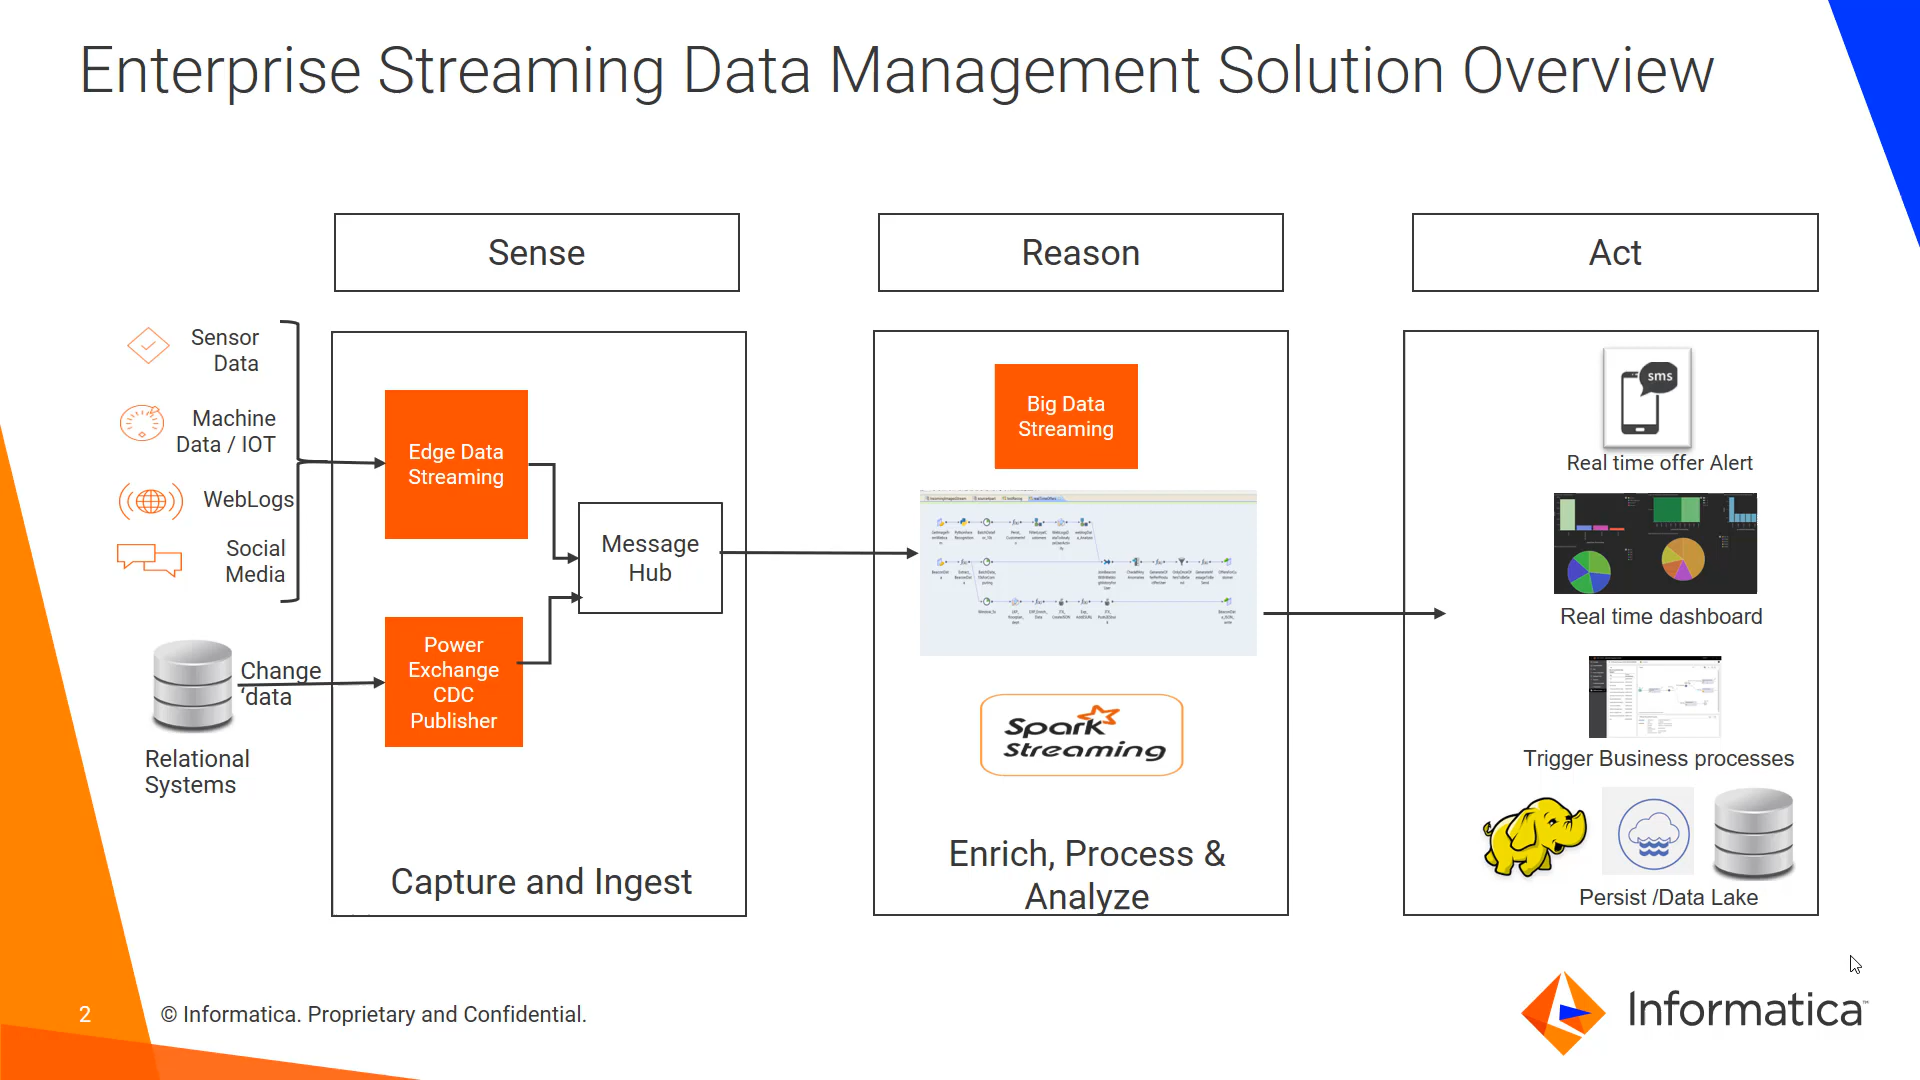 Enterprise Streaming Data Management Solution Overview
Sense
Reason
Act
Sensor
Data
Machine
Data / IOT
WebLogs
Social
Media
Change
‘data
Relational
Systems
Edge Data
Streaming
Power
Exchange
CDC
Publisher
Message
Hub
Capture and Ingest
Big Data
Streaming
Spark
Streaming
Enrich, Process &
Analyze
sms
Real time offer Alert
Real time dashboard
Trigger Business processes
Persist /Data Lake
2
© Informatica. Proprietary and Confidential.
Informatica™